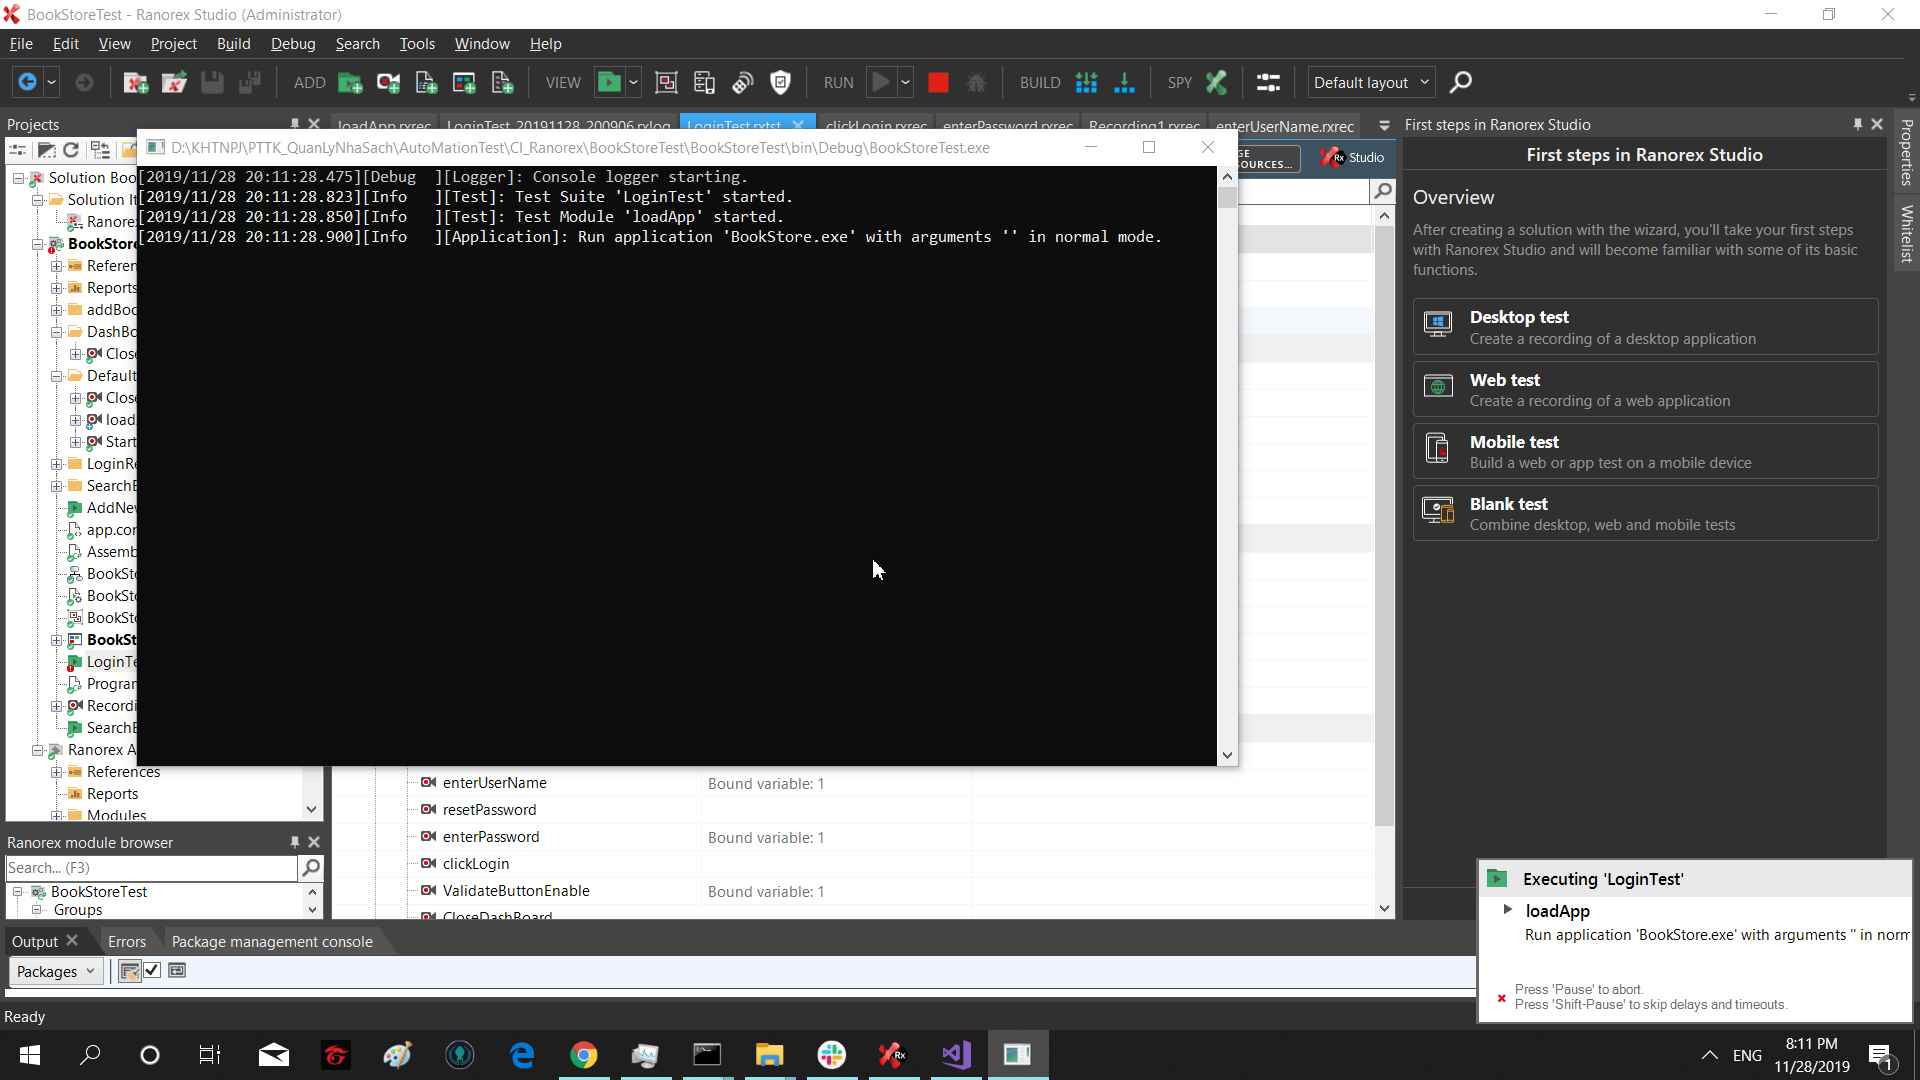 BookStoreTest - Ranorex Studio (Administrator)
File Edit View Project Build Debug Search Tools Window Help
ADD VIEW RUN BUILD SPY Default layout
Projects
loadApp.rxrec LoginTest_20191128_200906.rxlog LoginTest.rxtst clickLogin.rxrec enterPassword.rxrec Recording1.rxrec enterUserName.rxrec
First steps in Ranorex Studio
Properties
Whitelist
D:\KHTNPJ\PTTK_QuanLyNhaSach\AutoMationTest\CI_Ranorex\BookStoreTest\BookStoreTest\bin\Debug\BookStoreTest.exe
[2019/11/28 20:11:28.475][Debug  ][Logger]: Console logger starting.
[2019/11/28 20:11:28.823][Info   ][Test]: Test Suite 'LoginTest' started.
[2019/11/28 20:11:28.850][Info   ][Test]: Test Module 'loadApp' started.
[2019/11/28 20:11:28.900][Info   ][Application]: Run application 'BookStore.exe' with arguments '' in normal mode.
OURCES...
Studio
Solution Boo
Solution It
Ranore
BookStore
Referen
Reports
addBoo
DashBo
Close
Default
Close
load
Start
LoginRe
SearchB
AddNew
app.con
Assemb
BookSto
BookSto
BookSto
BookSt
LoginTe
Program
Recordi
SearchB
Ranorex A
References
Reports
Modules
First steps in Ranorex Studio
Overview
After creating a solution with the wizard, you'll take your first steps
with Ranorex Studio and will become familiar with some of its basic
functions.
Desktop test
Create a recording of a desktop application
Web test
Create a recording of a web application
Mobile test
Build a web or app test on a mobile device
Blank test
Combine desktop, web and mobile tests
enterUserName Bound variable: 1
resetPassword
enterPassword Bound variable: 1
clickLogin
ValidateButtonEnable Bound variable: 1
CloseDashBoard
Ranorex module browser
Search... (F3)
BookStoreTest
Groups
Executing 'LoginTest'
loadApp
Run application 'BookStore.exe' with arguments '' in norm
Press 'Pause' to abort.
Press 'Shift-Pause' to skip delays and timeouts.
Output Errors Package management console
Packages
Ready
ENG
8:11 PM
11/28/2019
1